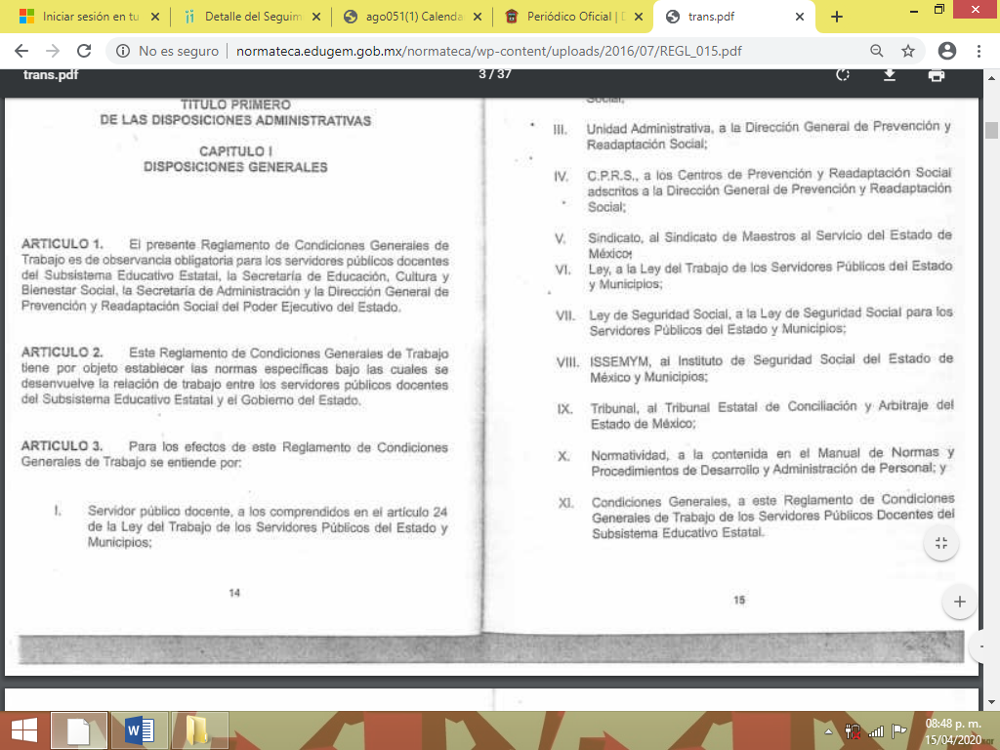 Iniciar sesión en tu
Detalle del Seguim
ago051(1) Calenda
Periódico Oficial | D
trans.pdf
No es seguro
normateca.edugem.gob.mx/normateca/wp-content/uploads/2016/07/REGL_015.pdf
trans.pdf
3 / 37
TITULO PRIMERO
DE LAS DISPOSICIONES ADMINISTRATIVAS
CAPITULO I
DISPOSICIONES GENERALES
ARTICULO 1. El presente Reglamento de Condiciones Generales de
Trabajo es de observancia obligatoria para los servidores públicos docentes
del Subsistema Educativo Estatal, la Secretaría de Educación, Cultura y
Bienestar Social, la Secretaría de Administración y la Dirección General de
Prevención y Readaptación Social del Poder Ejecutivo del Estado.
ARTICULO 2. Este Reglamento de Condiciones Generales de Trabajo
tiene por objeto establecer las normas específicas bajo las cuales se
desenvuelve la relación de trabajo entre los servidores públicos docentes
del Subsistema Educativo Estatal y el Gobierno del Estado.
ARTICULO 3. Para los efectos de este Reglamento de Condiciones
Generales de Trabajo se entiende por:
I. Servidor público docente, a los comprendidos en el artículo 24
de la Ley del Trabajo de los Servidores Públicos del Estado y
Municipios;
14
Social;
III. Unidad Administrativa, a la Dirección General de Prevención y
Readaptación Social;
IV. C.P.R.S., a los Centros de Prevención y Readaptación Social
adscritos a la Dirección General de Prevención y Readaptación
Social;
V. Sindicato, al Sindicato de Maestros al Servicio del Estado de
México;
VI. Ley, a la Ley del Trabajo de los Servidores Públicos del Estado
y Municipios;
VII. Ley de Seguridad Social, a la Ley de Seguridad Social para los
Servidores Públicos del Estado y Municipios;
VIII. ISSEMYM, al Instituto de Seguridad Social del Estado de
México y Municipios;
IX. Tribunal, al Tribunal Estatal de Conciliación y Arbitraje del
Estado de México;
X. Normatividad, a la contenida en el Manual de Normas y
Procedimientos de Desarrollo y Administración de Personal; y
XI. Condiciones Generales, a este Reglamento de Condiciones
Generales de Trabajo de los Servidores Públicos Docentes del
Subsistema Educativo Estatal.
15
08:48 p. m.
15/04/2020